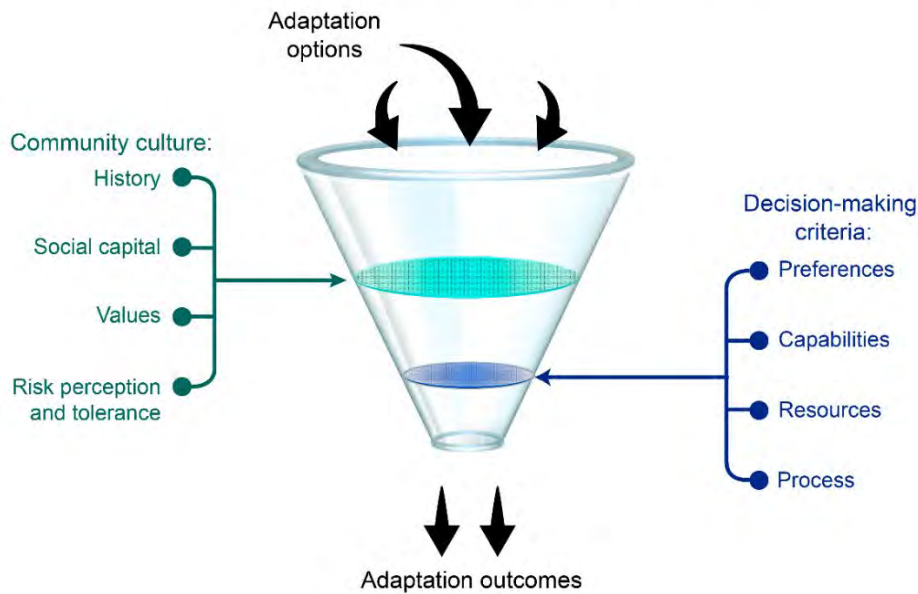 Adaptation
options
Community culture:
History
Social capital
Values
Risk perception
and tolerance
Decision-making
criteria:
Preferences
Capabilities
Resources
Process
Adaptation outcomes